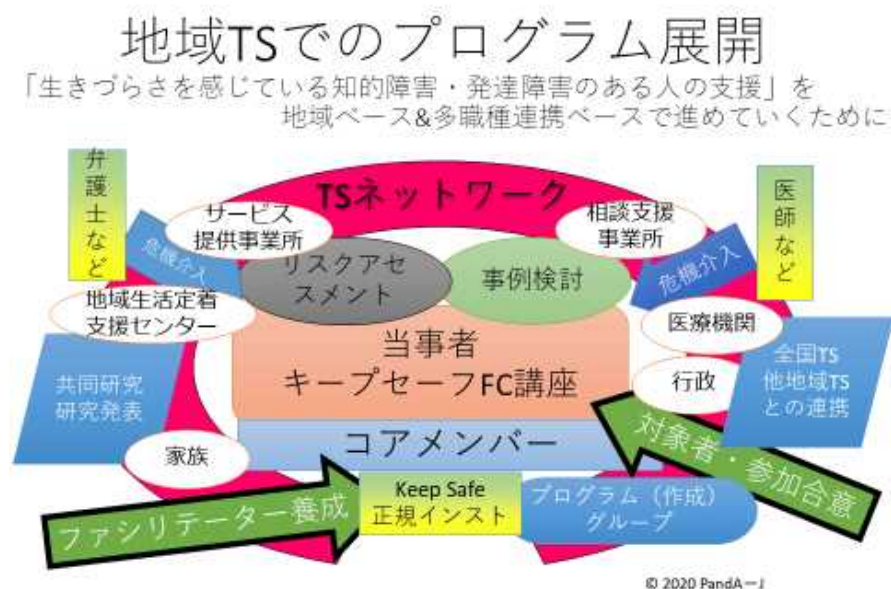 地域TSでのプログラム展開
「生きづらさを感じている知的障害・発達障害のある人の支援」を
地域ベース&多職種連携ベースで進めていくために
弁護士など
TSネットワーク
医師など
サービス
提供事業所
相談支援
事業所
危機介入
リスクアセ
スメント
事例検討
危機介入
地域生活定着
支援センター
医療機関
当事者
キープセーフFC講座
共同研究
研究発表
行政
全国TS
他地域TS
との連携
コアメンバー
家族
対象者・参加合意
ファシリテーター養成
Keep Safe
正規インスト
プログラム（作成）
グループ
© 2020 PandAーJ